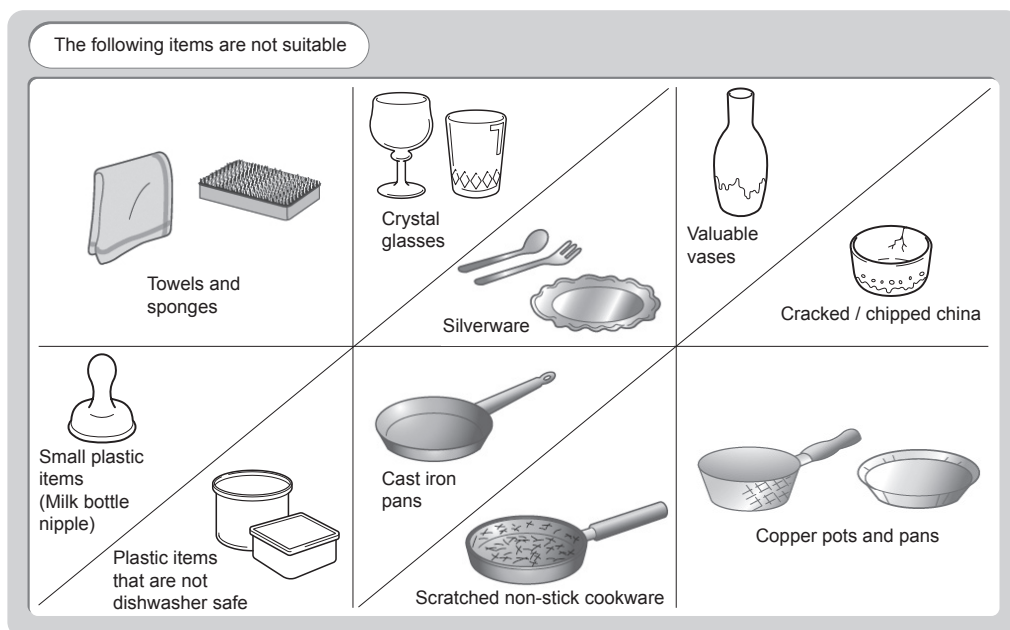 The following items are not suitable
Towels and
sponges
Crystal
glasses
Silverware
Valuable
vases
Cracked / chipped china
Small plastic
items
(Milk bottle
nipple)
Plastic items
that are not
dishwasher safe
Cast iron
pans
Scratched non-stick cookware
Copper pots and pans